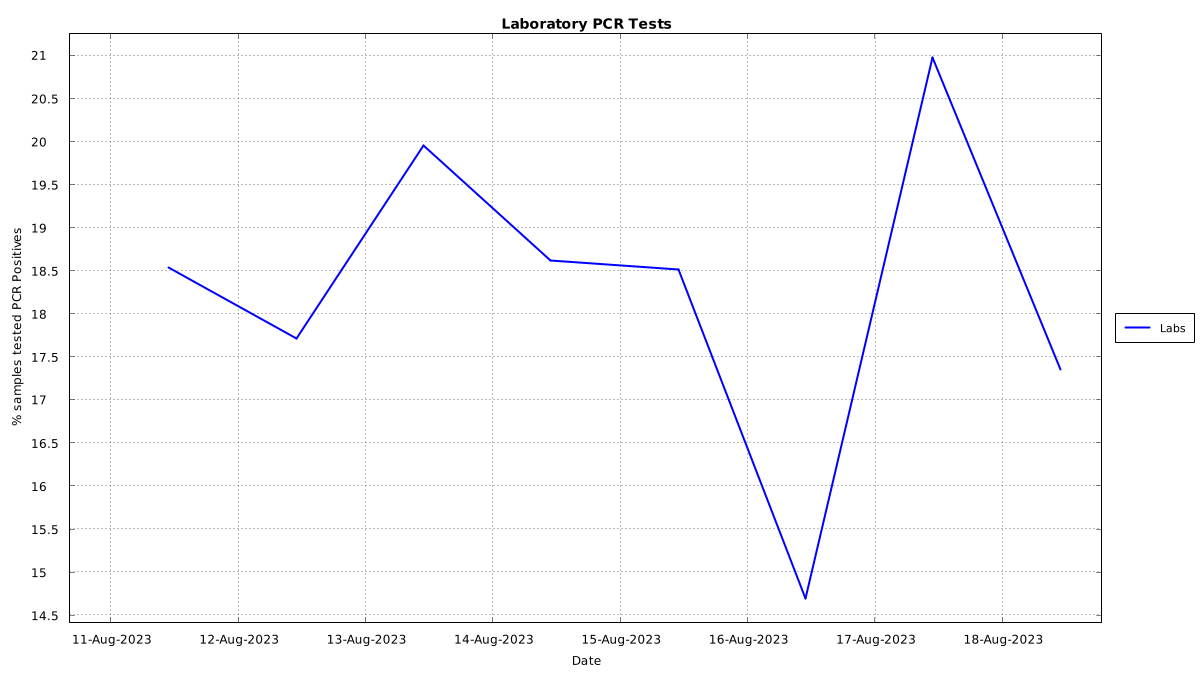 Laboratory PCR Tests
21
20.5
20
19.5
19
18.5
18
17.5
17
16.5
16
15.5
15
14.5
% samples tested PCR Positives
11-Aug-2023 12-Aug-2023 13-Aug-2023 14-Aug-2023 15-Aug-2023 16-Aug-2023 17-Aug-2023 18-Aug-2023
Date
Labs